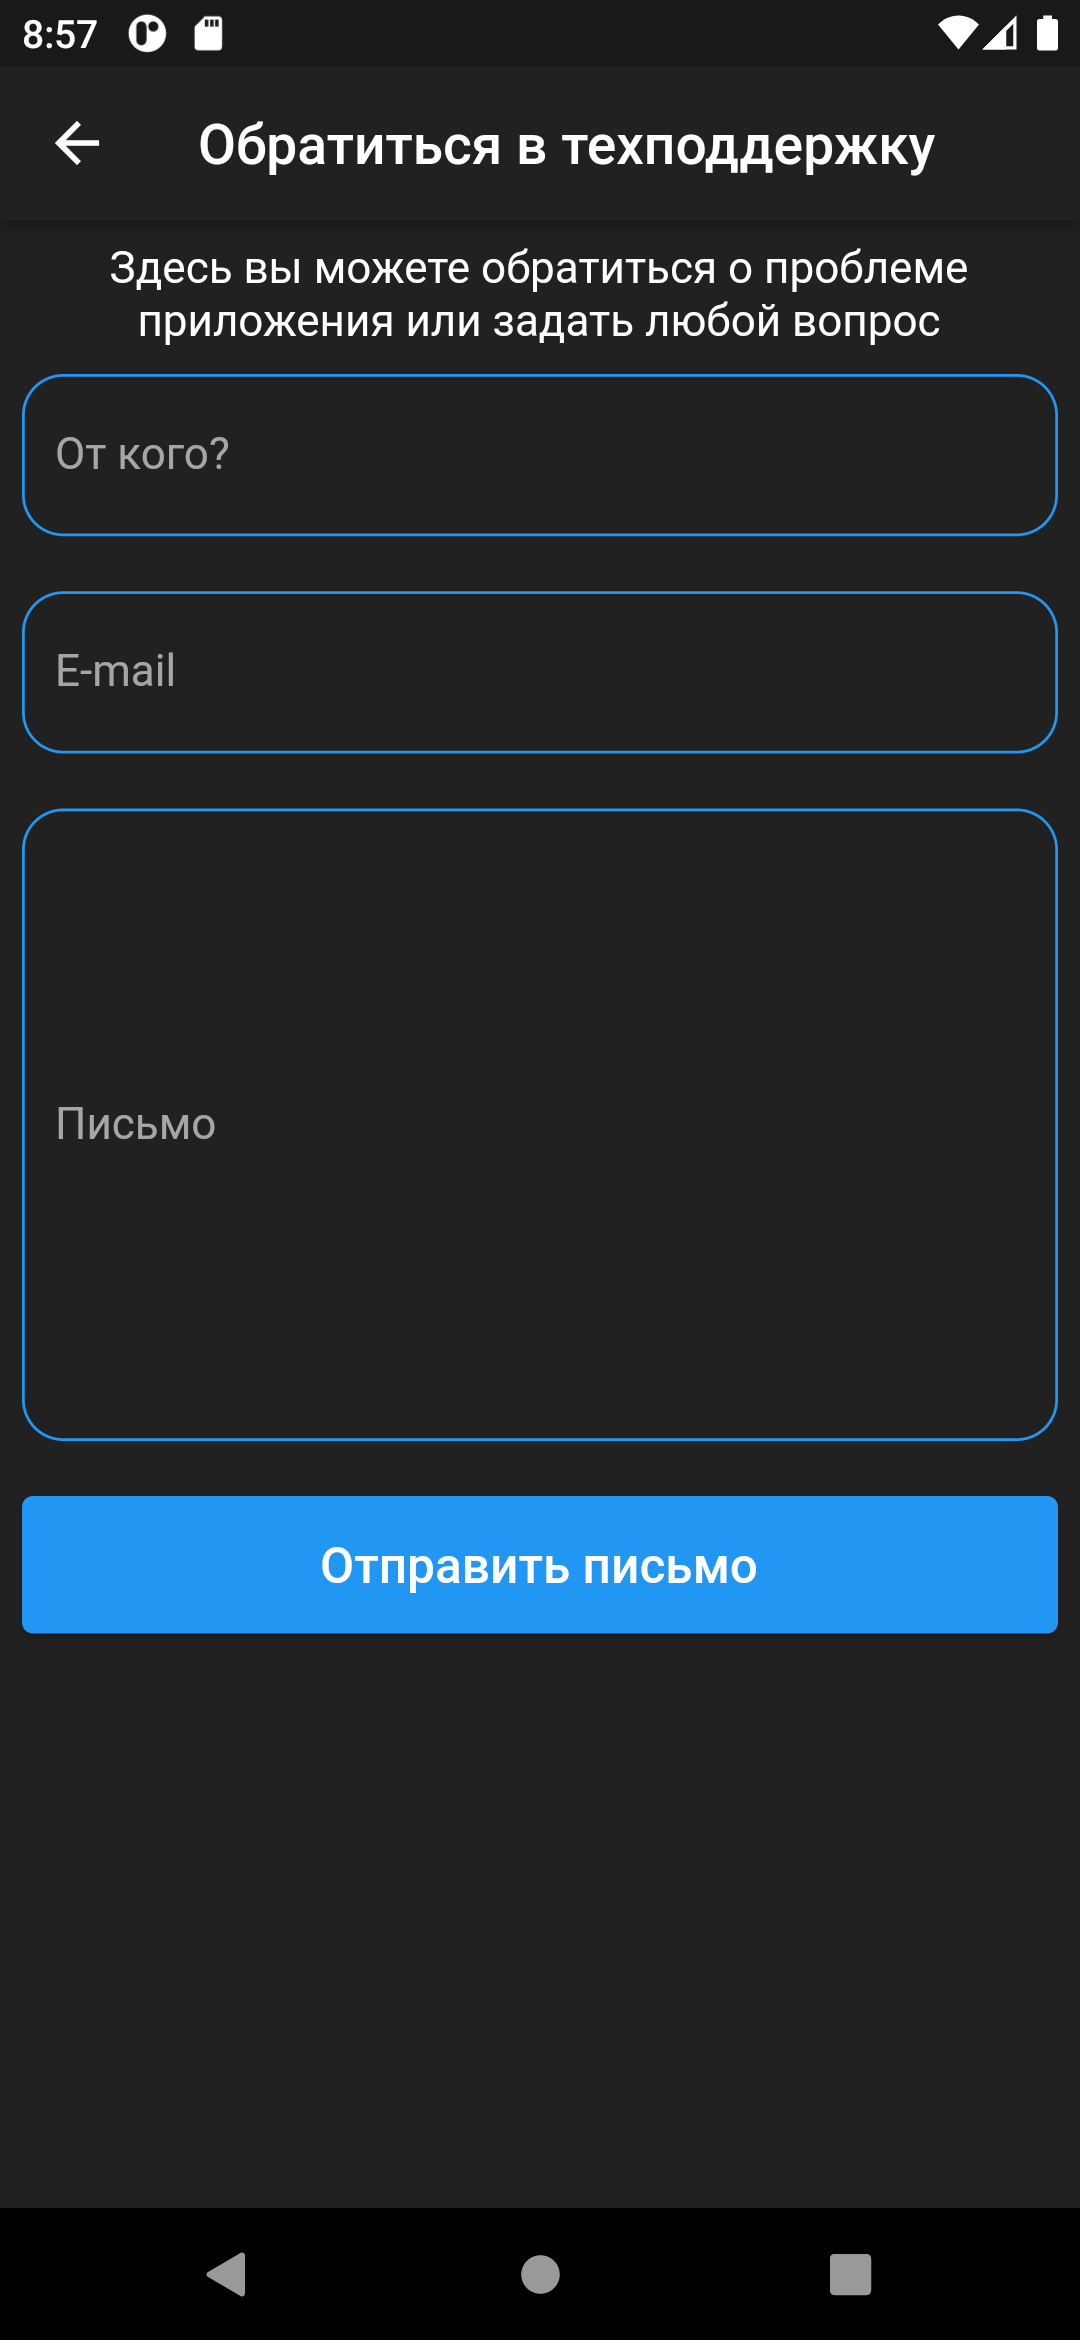 8:57
Обратиться в техподдержку
Здесь вы можете обратиться о проблеме
приложения или задать любой вопрос
От кого?
E-mail
Письмо
Отправить письмо